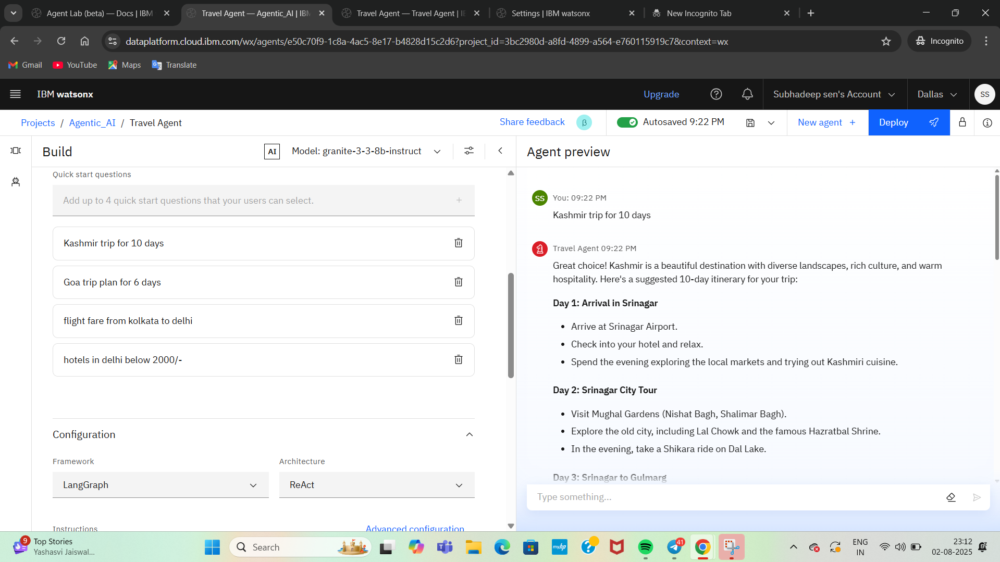 Agent Lab (beta) — Docs | IBM
Travel Agent — Agentic_AI | IBM
Travel Agent — Travel Agent | IB
Settings | IBM watsonx
New Incognito Tab
dataplatform.cloud.ibm.com/wx/agents/e50c70f9-1c8a-4ac5-8e17-b4828d15c2d6?project_id=3bc2980d-a8fd-4899-a564-e760115919c7&context=wx
Incognito
Gmail
YouTube
Maps
Translate
IBM watsonx
Upgrade
Subhadeep sen's Account
Dallas
SS
Projects / Agentic_AI / Travel Agent
Share feedback
β
Autosaved 9:22 PM
New agent +
Deploy
Build
AI
Model: granite-3-3-8b-instruct
Quick start questions
Add up to 4 quick start questions that your users can select.
Kashmir trip for 10 days
Goa trip plan for 6 days
flight fare from kolkata to delhi
hotels in delhi below 2000/-
Configuration
Framework
Architecture
LangGraph
ReAct
Instructions
Advanced configuration
Agent preview
SS
You: 09:22 PM
Kashmir trip for 10 days
Travel Agent 09:22 PM
Great choice! Kashmir is a beautiful destination with diverse landscapes, rich culture, and warm
hospitality. Here's a suggested 10-day itinerary for your trip:
Day 1: Arrival in Srinagar
• Arrive at Srinagar Airport.
• Check into your hotel and relax.
• Spend the evening exploring the local markets and trying out Kashmiri cuisine.
Day 2: Srinagar City Tour
• Visit Mughal Gardens (Nishat Bagh, Shalimar Bagh).
• Explore the old city, including Lal Chowk and the famous Hazratbal Shrine.
• In the evening, take a Shikara ride on Dal Lake.
Day 3: Srinagar to Gulmarg
Type something...
9
Top Stories
Yashasvi Jaiswal...
Search
myhp
41
ENG
IN
23:12
02-08-2025